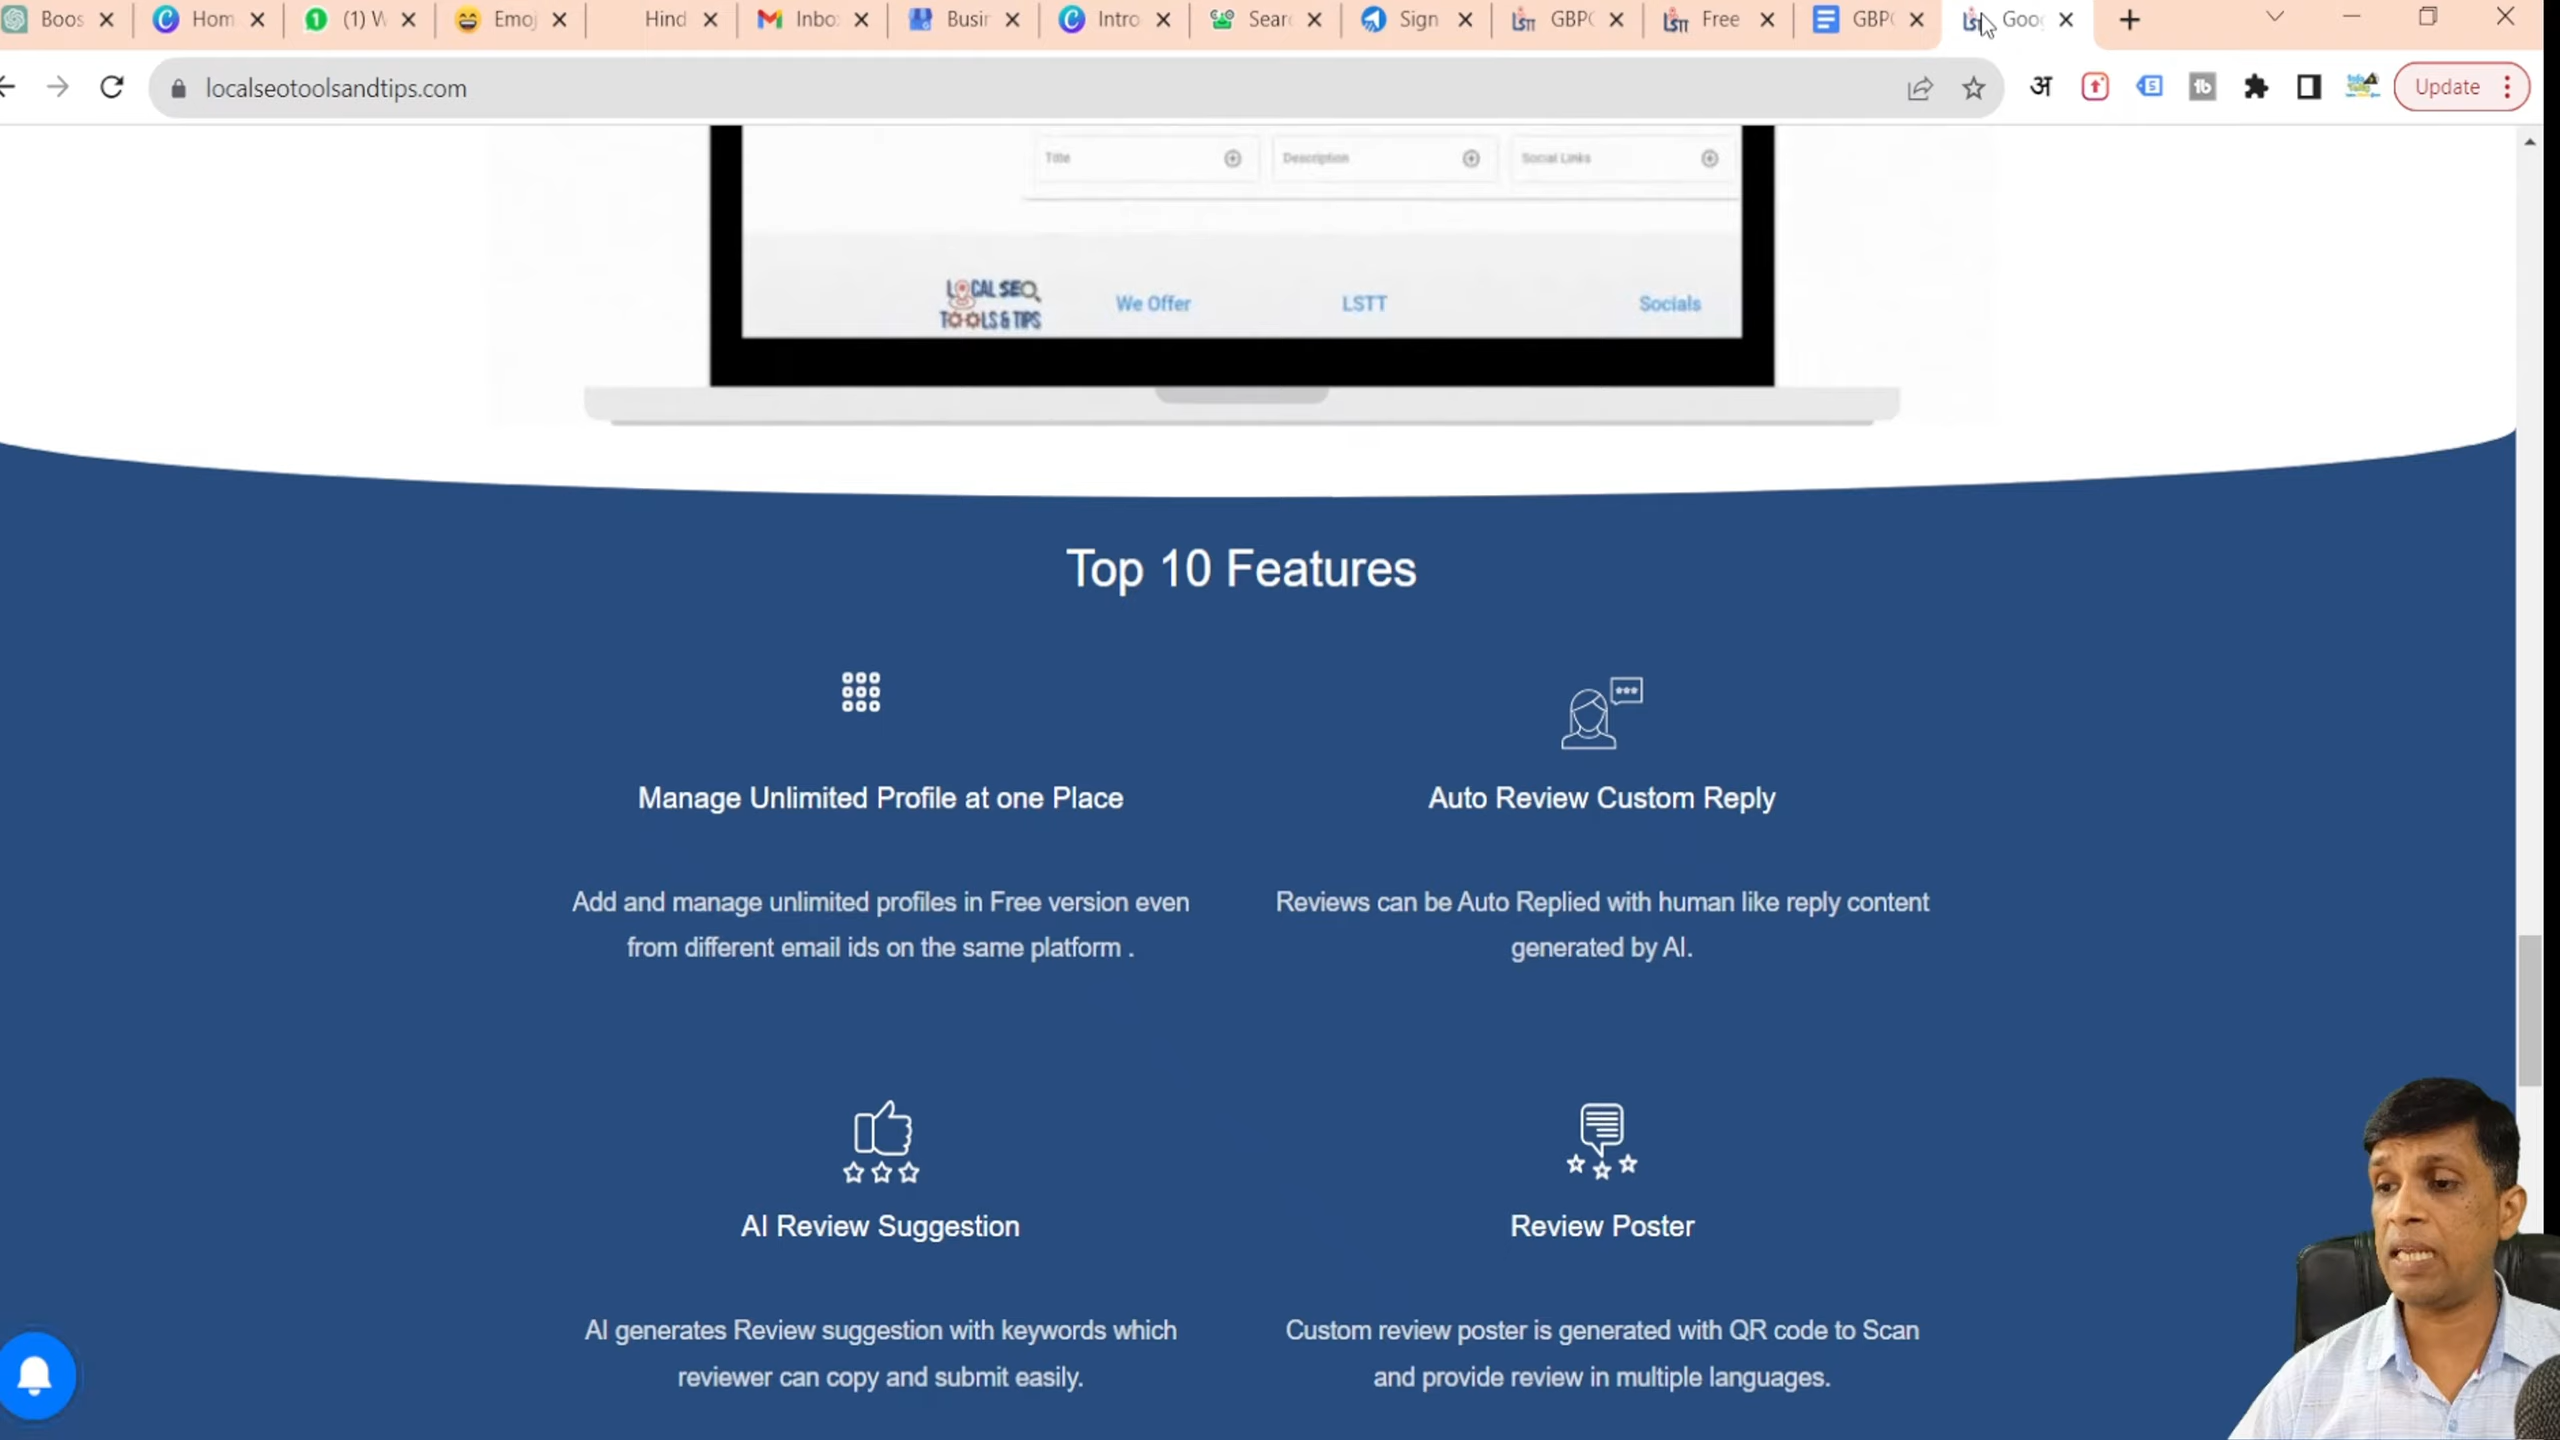 Boos Hom (1) W Emoj Hind Inbo Busin Intro Sear Sign GBP Free GBP Goo
localseotoolsandtips.com Update
Title Description Social Links
LOCAL SEO
TOOLS & TIPS
We Offer LSTT Socials
Top 10 Features
Manage Unlimited Profile at one Place
Add and manage unlimited profiles in Free version even
from different email ids on the same platform .
Auto Review Custom Reply
Reviews can be Auto Replied with human like reply content
generated by AI.
AI Review Suggestion
AI generates Review suggestion with keywords which
reviewer can copy and submit easily.
Review Poster
Custom review poster is generated with QR code to Scan
and provide review in multiple languages.